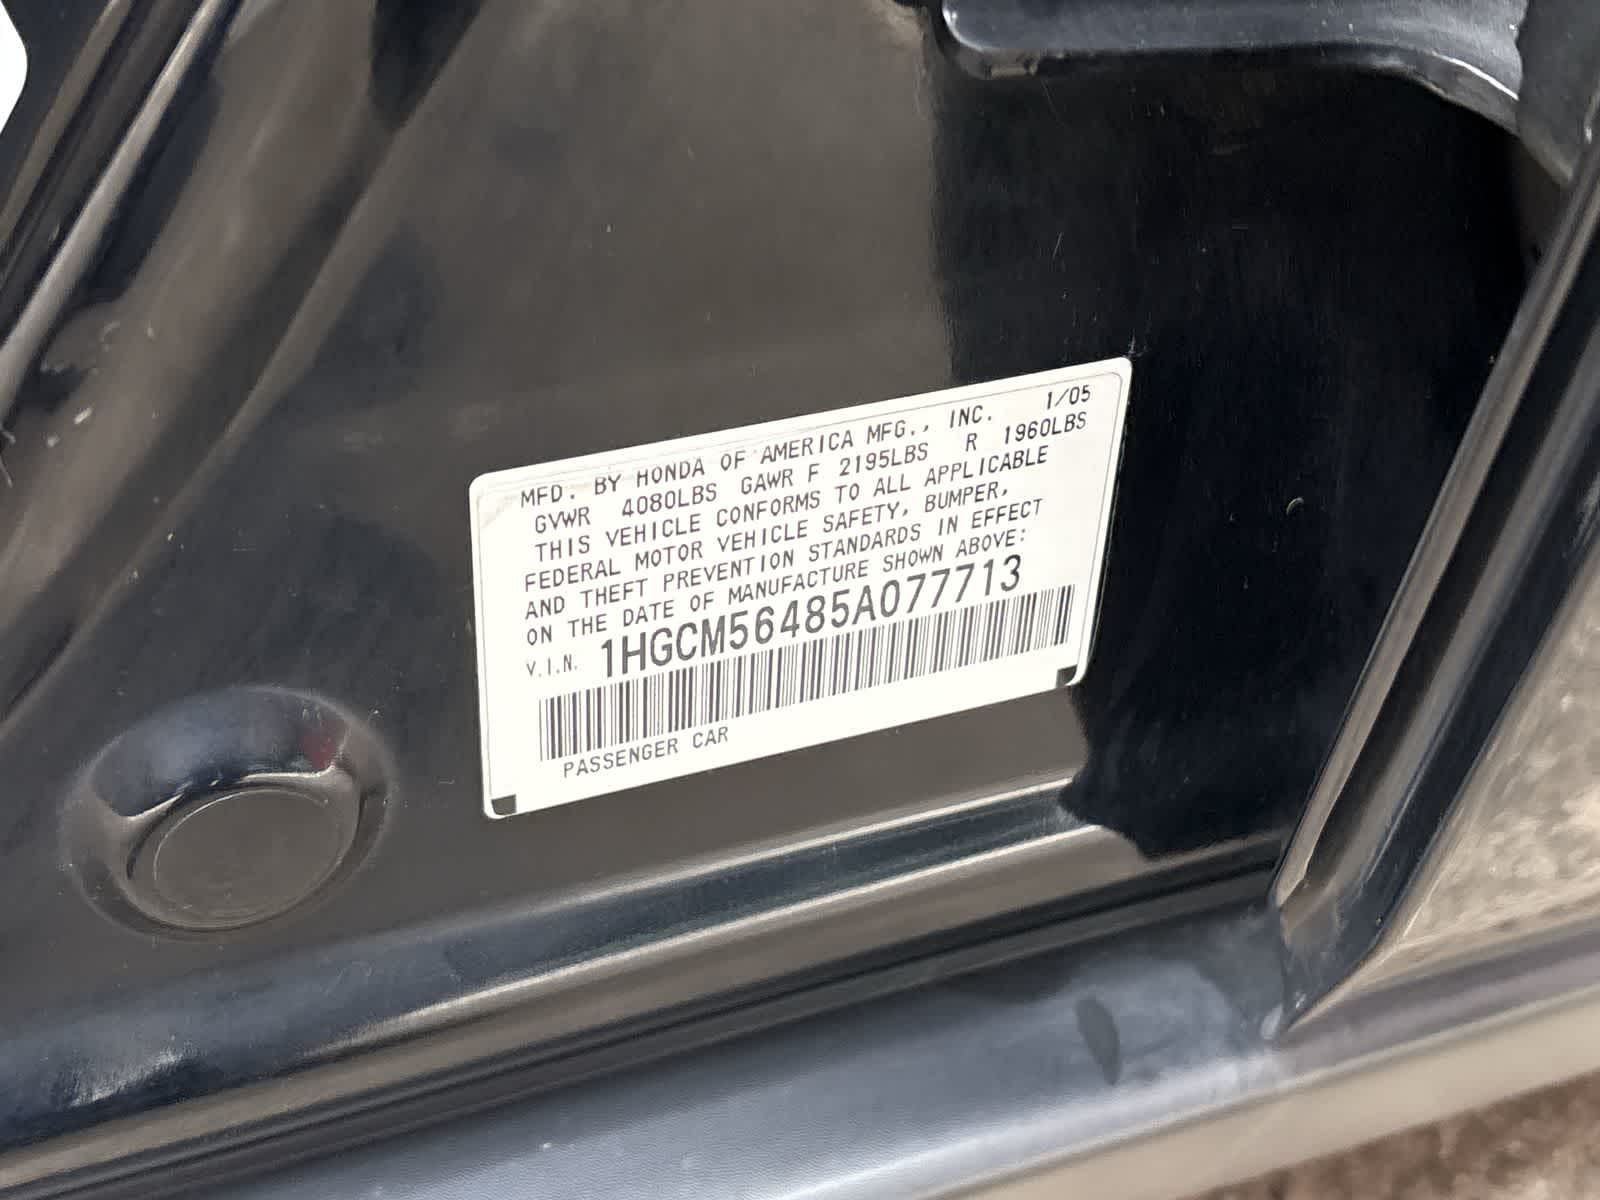 MFD. BY HONDA OF AMERICA MFG., INC. 1/05
GVWR 4080LBS GAWR F 2195LBS R 1960LBS
THIS VEHICLE CONFORMS TO ALL APPLICABLE
FEDERAL MOTOR VEHICLE SAFETY, BUMPER,
AND THEFT PREVENTION STANDARDS IN EFFECT
ON THE DATE OF MANUFACTURE SHOWN ABOVE:
V.I.N. 1HGCM56485A077713
PASSENGER CAR